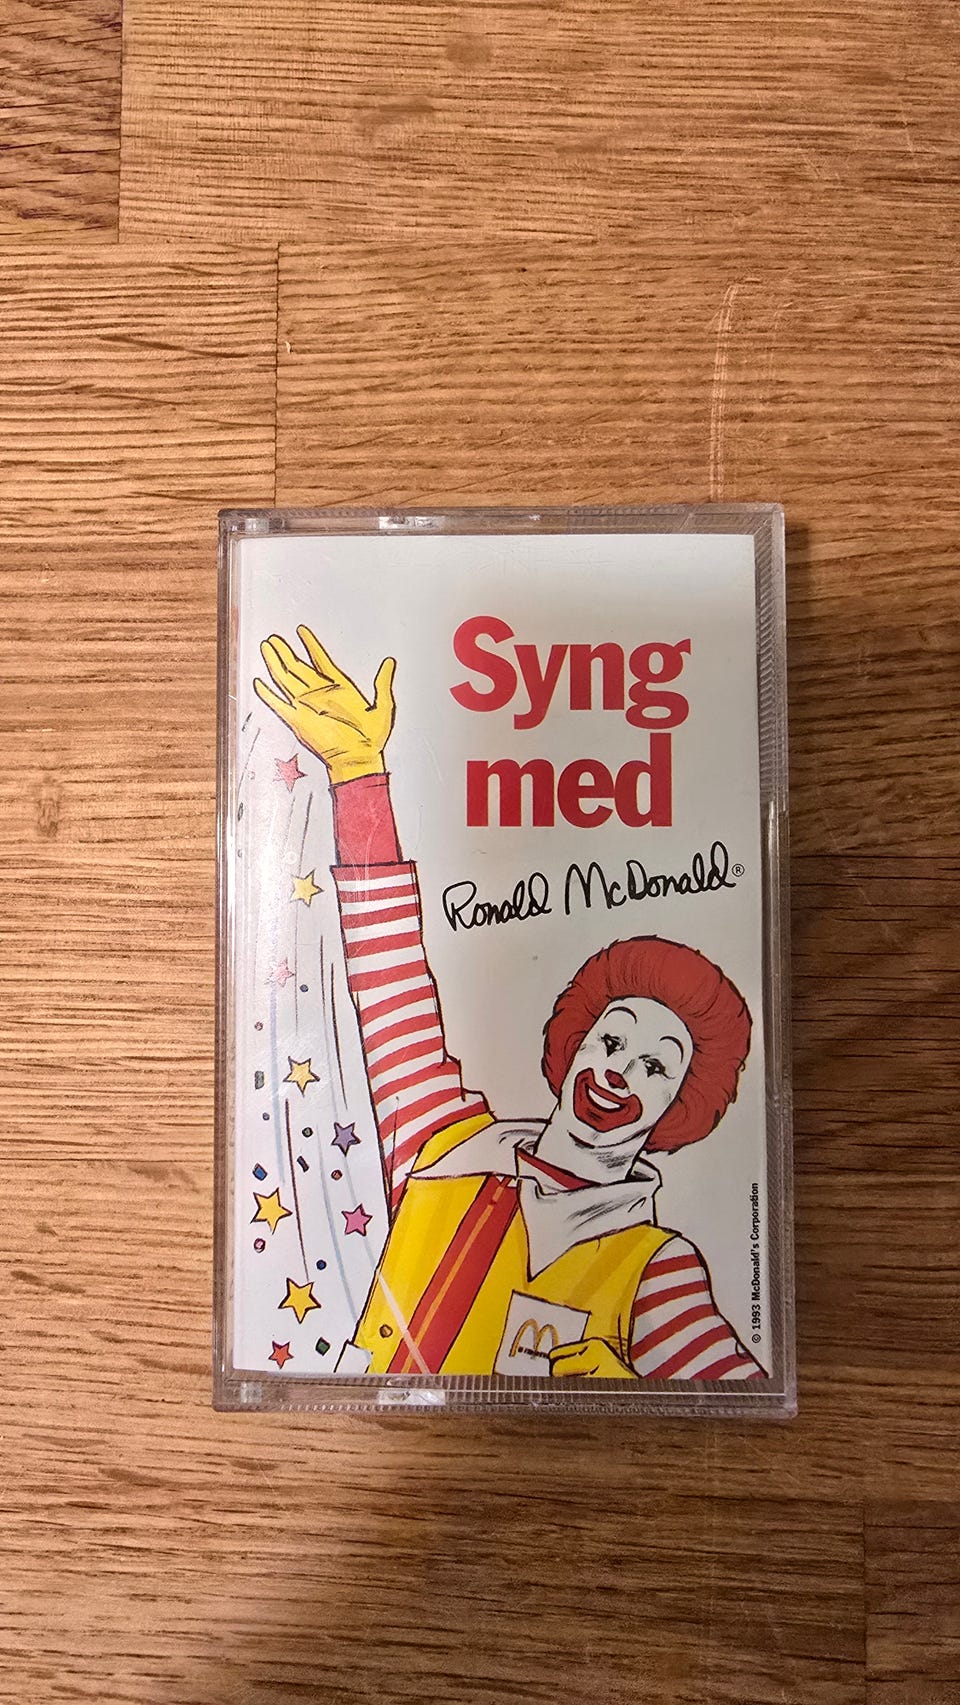 Syng
med
Ronald McDonald®
© 1993 McDonald's Corporation